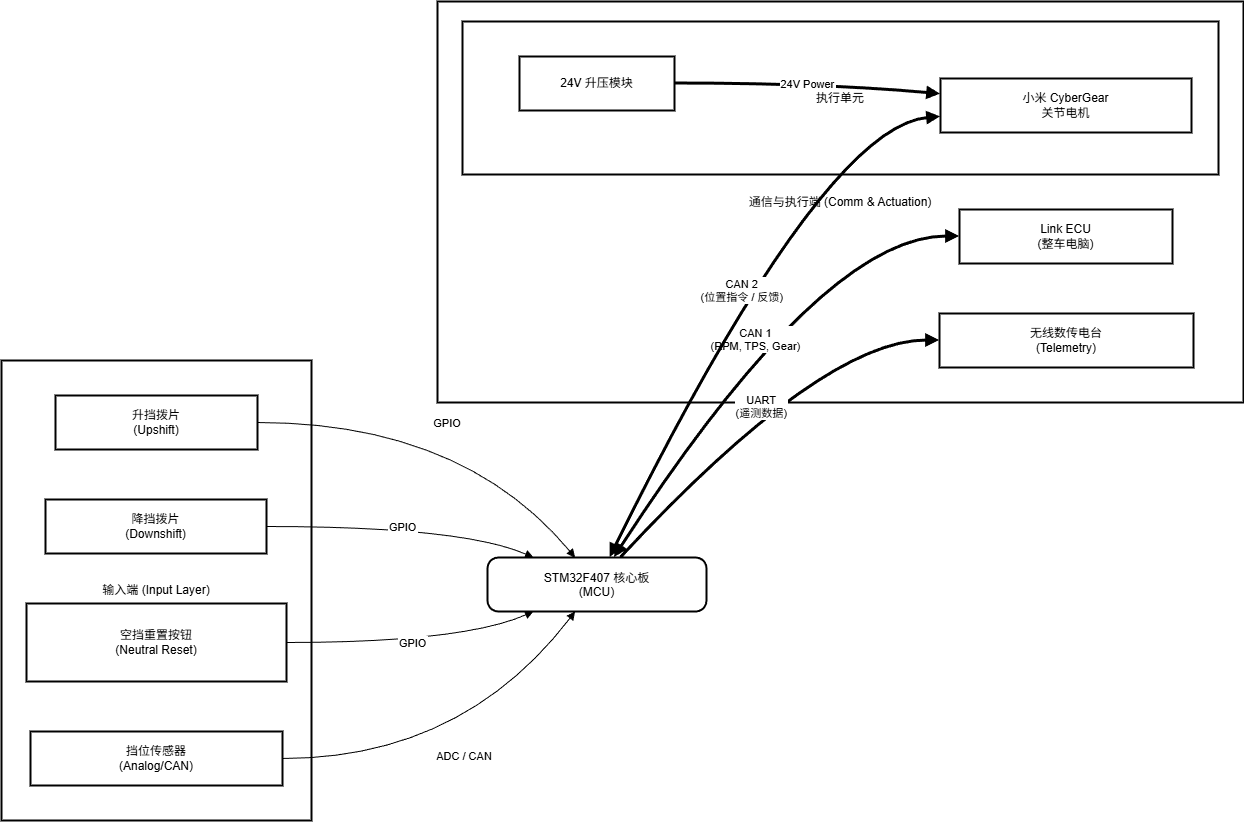 24V 升压模块
24V Power
执行单元
小米 CyberGear
关节电机
通信与执行端 (Comm & Actuation)
Link ECU
(整车电脑)
CAN 2
(位置指令 / 反馈)
CAN 1
(RPM, TPS, Gear)
无线数传电台
(Telemetry)
UART
(遥测数据)
升挡拨片
(Upshift)
GPIO
降挡拨片
(Downshift)
GPIO
输入端 (Input Layer)
STM32F407 核心板
(MCU)
空挡重置按钮
(Neutral Reset)
GPIO
挡位传感器
(Analog/CAN)
ADC / CAN